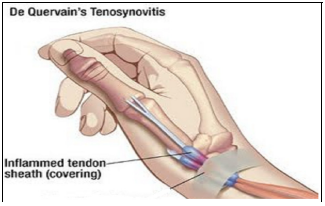 De Quervain's Tenosynovitis
Inflammed tendon
sheath (covering)